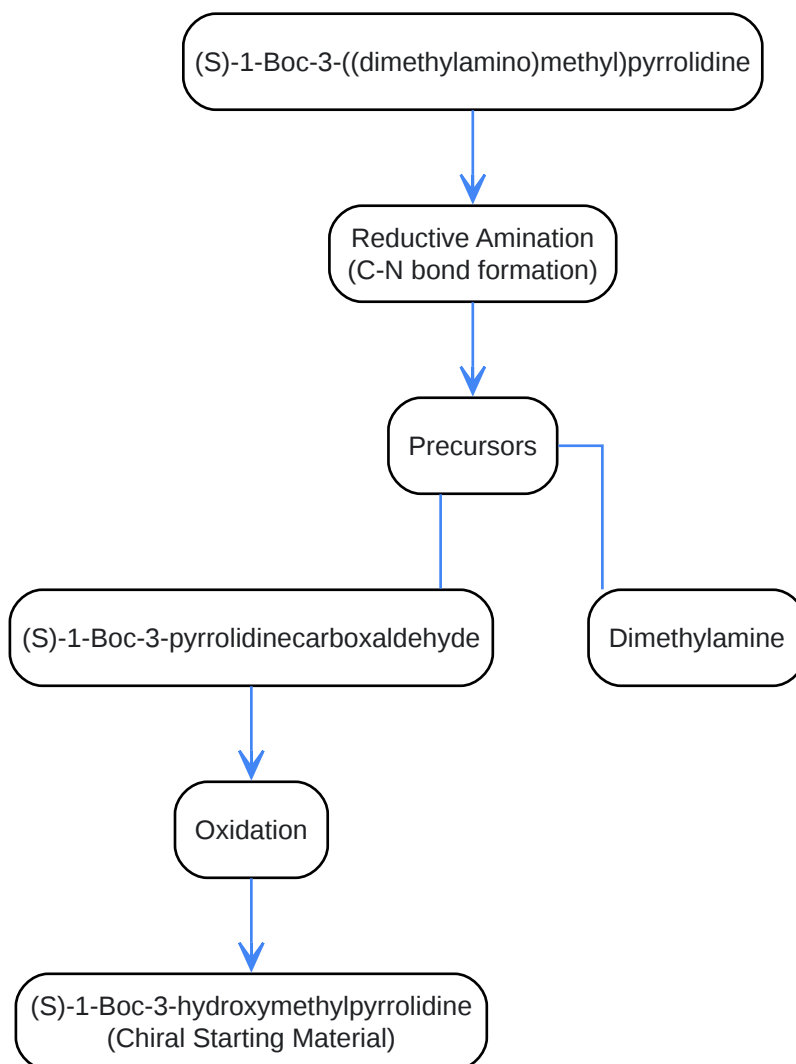 (S)-1-Boc-3-((dimethylamino)methyl)pyrrolidine
Reductive Amination
(C-N bond formation)
Precursors
(S)-1-Boc-3-pyrrolidinecarboxaldehyde
Dimethylamine
Oxidation
(S)-1-Boc-3-hydroxymethylpyrrolidine
(Chiral Starting Material)